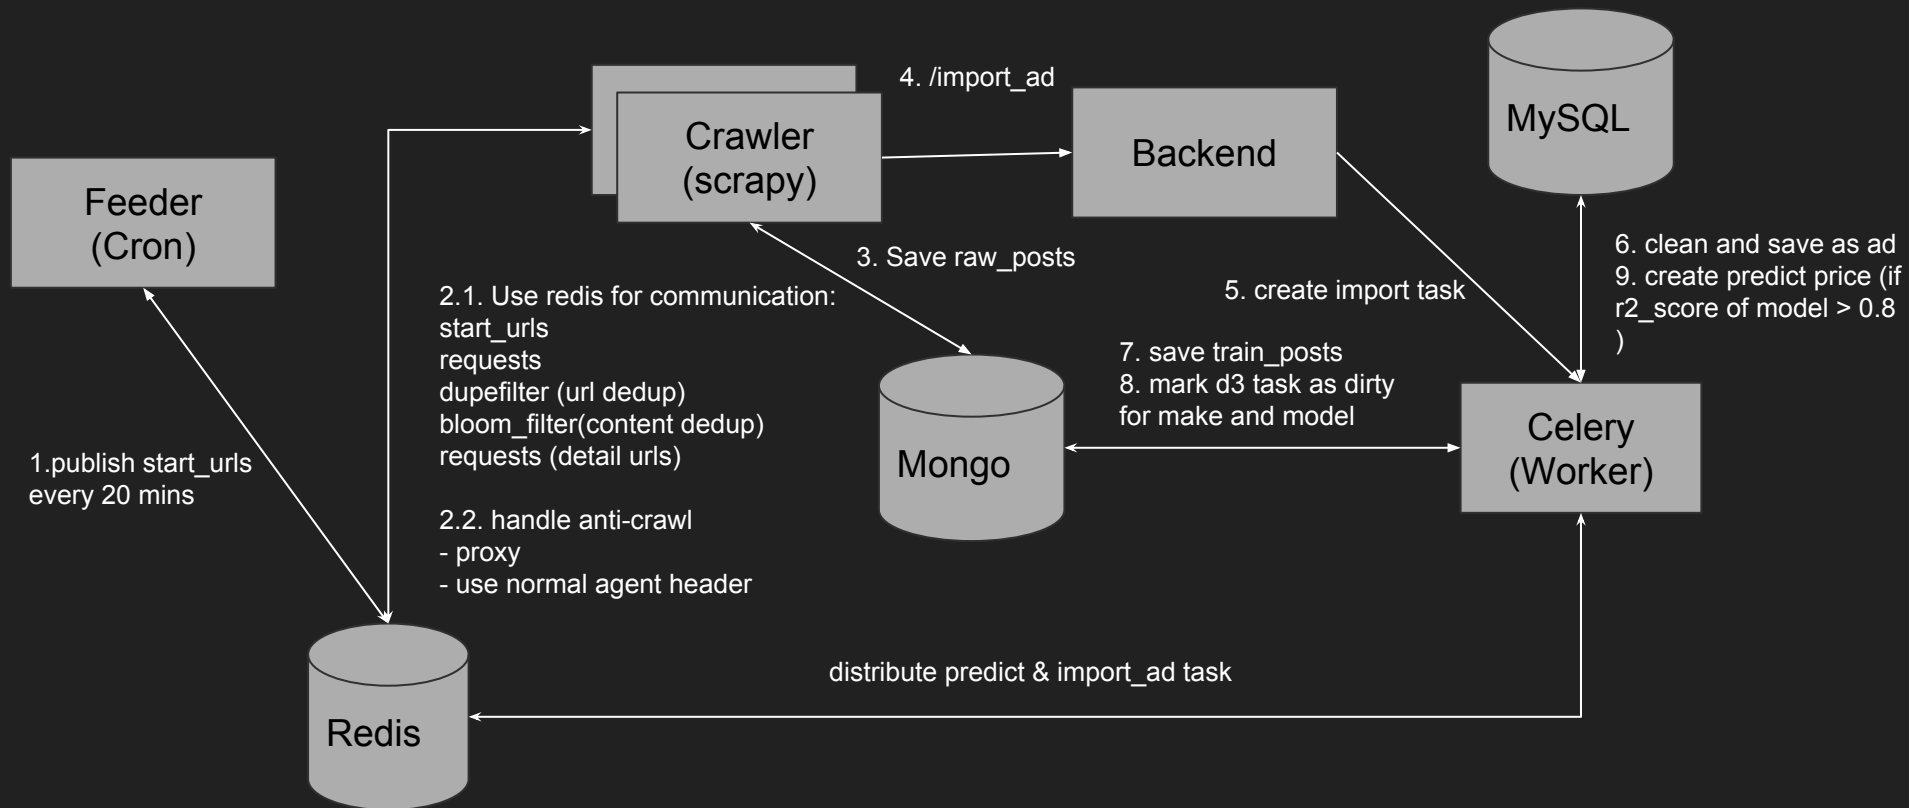 Feeder
(Cron)
1.publish start_urls
every 20 mins
Redis
Crawler
(scrapy)
2.1. Use redis for communication:
start_urls
requests
dupefilter (url dedup)
bloom_filter(content dedup)
requests (detail urls)
2.2. handle anti-crawl
- proxy
- use normal agent header
3. Save raw_posts
Mongo
4. /import_ad
Backend
5. create import task
MySQL
6. clean and save as ad
9. create predict price (if
r2_score of model > 0.8
)
7. save train_posts
8. mark d3 task as dirty
for make and model
Celery
(Worker)
distribute predict & import_ad task